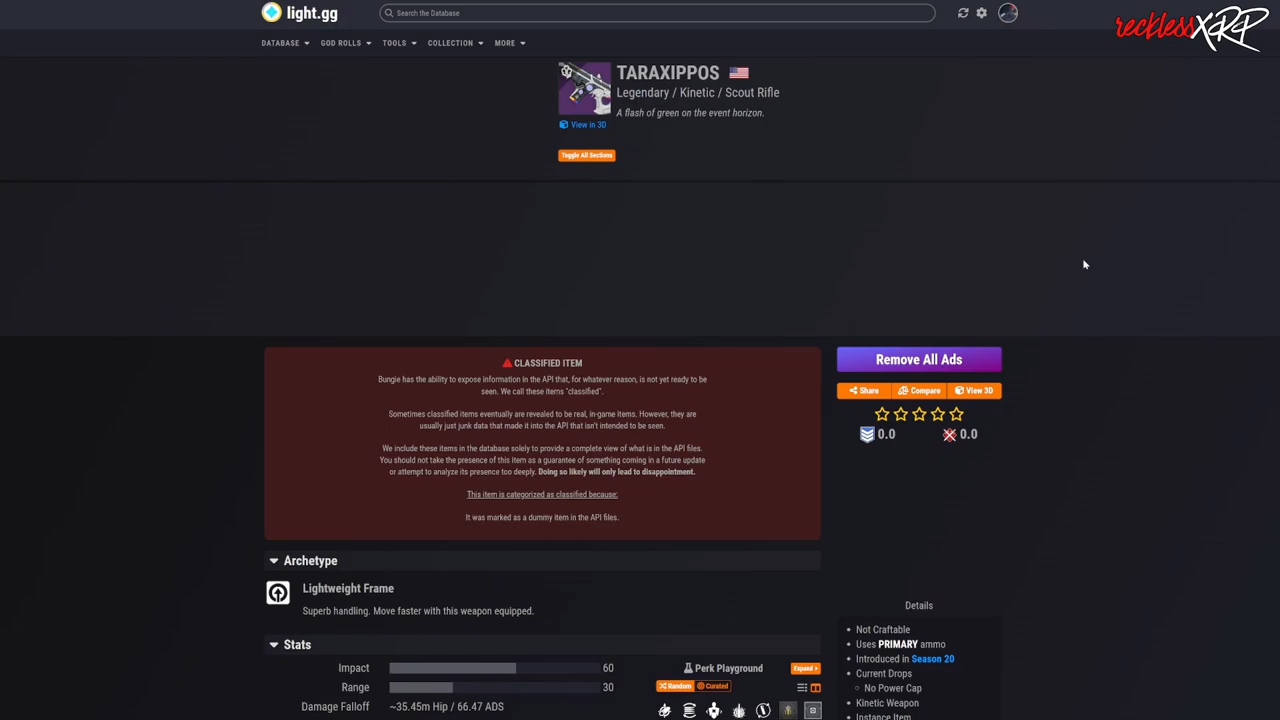 light.gg
Search the Database
recklessXRP
DATABASE GOD ROLLS TOOLS COLLECTION MORE
TARAXIPPOS
Legendary / Kinetic / Scout Rifle
A flash of green on the event horizon.
View in 3D
Toggle All Sections
CLASSIFIED ITEM
Bungie has the ability to expose information in the API that, for whatever reason, is not yet ready to be
seen. We call these items "classified".
Sometimes classified items eventually are revealed to be real, in-game items. However, they are
usually just junk data that made it into the API that isn't intended to be seen.
We include these items in the database solely to provide a complete view of what is in the API files.
You should not take the presence of this item as a guarantee of something coming in a future update
or attempt to analyze its presence too deeply. Doing so likely will only lead to disappointment.
This item is categorized as classified because:
It was marked as a dummy item in the API files.
Remove All Ads
Share Compare View 3D
0.0 0.0
Archetype
Lightweight Frame
Superb handling. Move faster with this weapon equipped.
Stats
Impact 60
Range 30
Damage Falloff ~35.45m Hip / 66.47 ADS
Perk Playground Expand
Random Curated
Details
Not Craftable
Uses PRIMARY ammo
Introduced in Season 20
Current Drops
No Power Cap
Kinetic Weapon
Instance Item